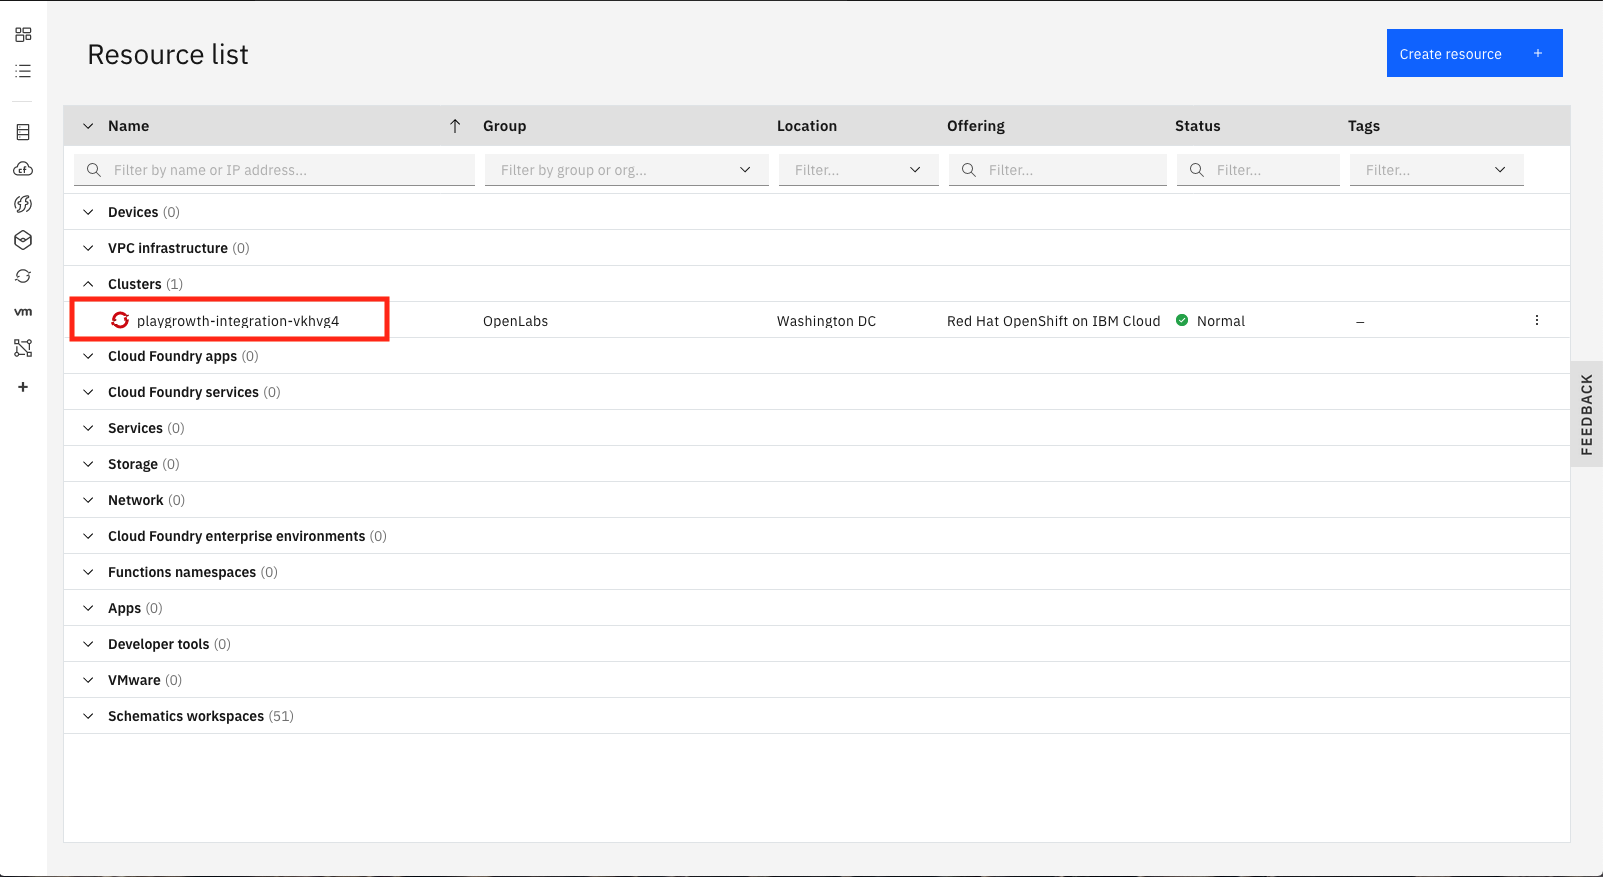 Resource list
Create resource +
Name Group Location Offering Status Tags
Filter by name or IP address... Filter by group or org... Filter... Filter... Filter... Filter...
Devices (0)
VPC infrastructure (0)
Clusters (1)
playgrowth-integration-vkhvg4 OpenLabs Washington DC Red Hat OpenShift on IBM Cloud Normal –
Cloud Foundry apps (0)
Cloud Foundry services (0)
Services (0)
Storage (0)
Network (0)
Cloud Foundry enterprise environments (0)
Functions namespaces (0)
Apps (0)
Developer tools (0)
VMware (0)
Schematics workspaces (51)
cf
vm
FEEDBACK